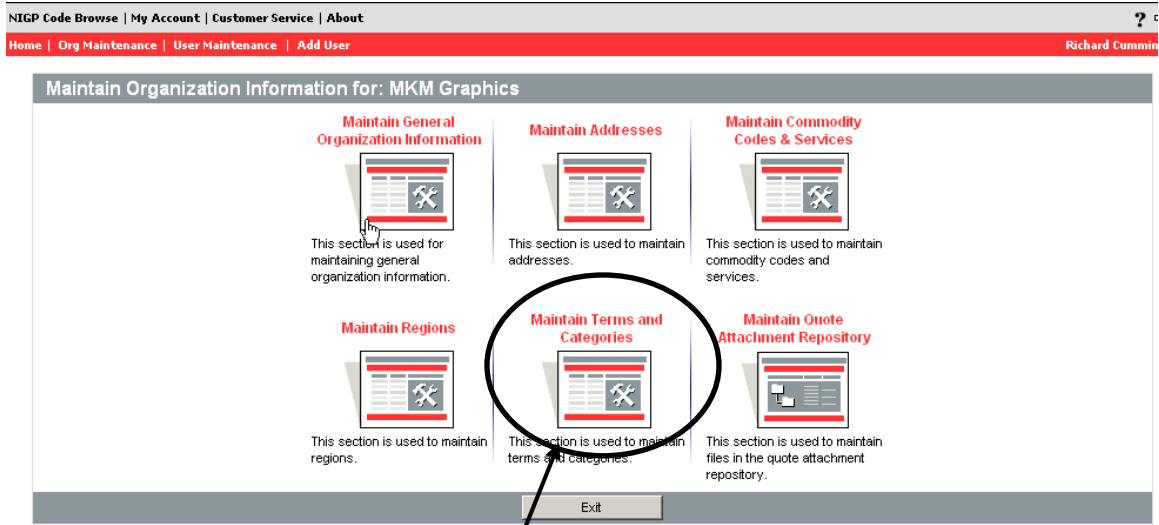 NIGP Code Browse | My Account | Customer Service | About
?
Home | Org Maintenance | User Maintenance | Add User
Richard Cummin
Maintain Organization Information for: MKM Graphics
Maintain General
Organization Information
This section is used for
maintaining general
organization information.
Maintain Addresses
This section is used to maintain
addresses.
Maintain Commodity
Codes & Services
This section is used to maintain
commodity codes and
services.
Maintain Regions
This section is used to maintain
regions.
Maintain Terms and
Categories
This section is used to maintain
terms and categories.
Maintain Quote
Attachment Repository
This section is used to maintain
files in the quote attachment
repository.
Exit